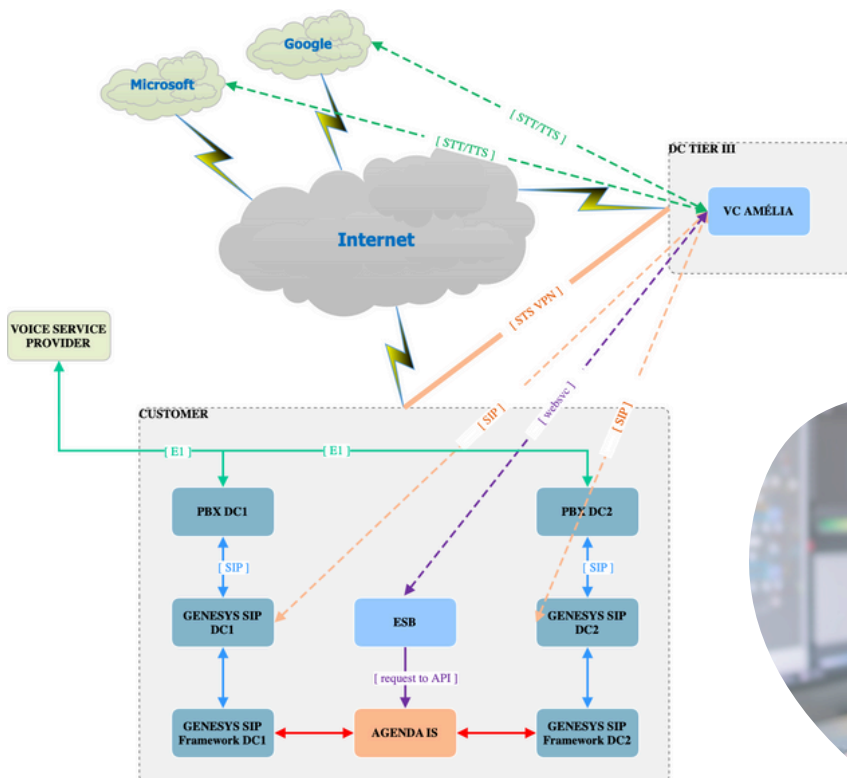 Google
Microsoft
[ STT/TTS ]
[ STT/TTS ]
DC TIER III
VC AMÉLIA
Internet
[ STS VPN ]
VOICE SERVICE
PROVIDER
[ websvc ]
CUSTOMER
[ SIP ]
[ SIP ]
[ E1 ]
[ E1 ]
PBX DC1
PBX DC2
[ SIP ]
[ SIP ]
GENESYS SIP
DC1
ESB
GENESYS SIP
DC2
[ request to API ]
GENESYS SIP
Framework DC1
AGENDA IS
GENESYS SIP
Framework DC2